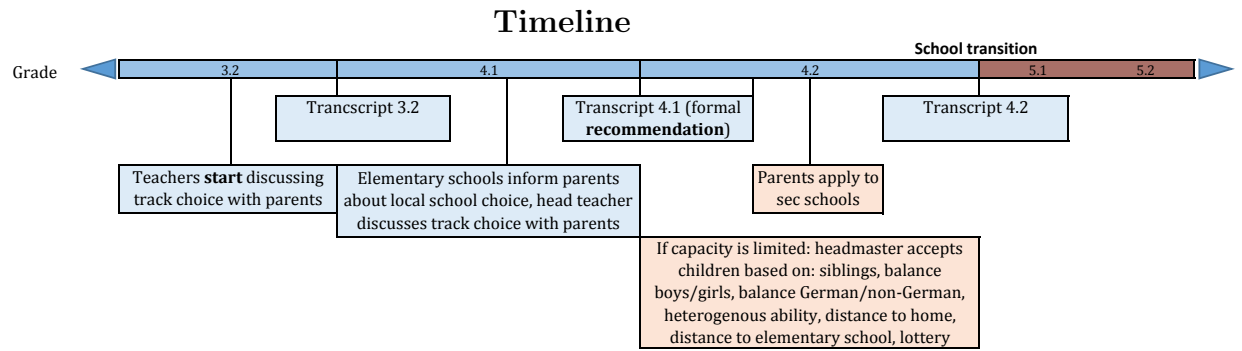 Timeline
School transition
Grade
3.2
4.1
4.2
5.1
5.2
Trancscript 3.2
Transcript 4.1 (formal
recommendation)
Transcript 4.2
Teachers start discussing
track choice with parents
Elementary schools inform parents
about local school choice, head teacher
discusses track choice with parents
Parents apply to
sec schools
If capacity is limited: headmaster accepts
children based on: siblings, balance
boys/girls, balance German/non-German,
heterogenous ability, distance to home,
distance to elementary school, lottery